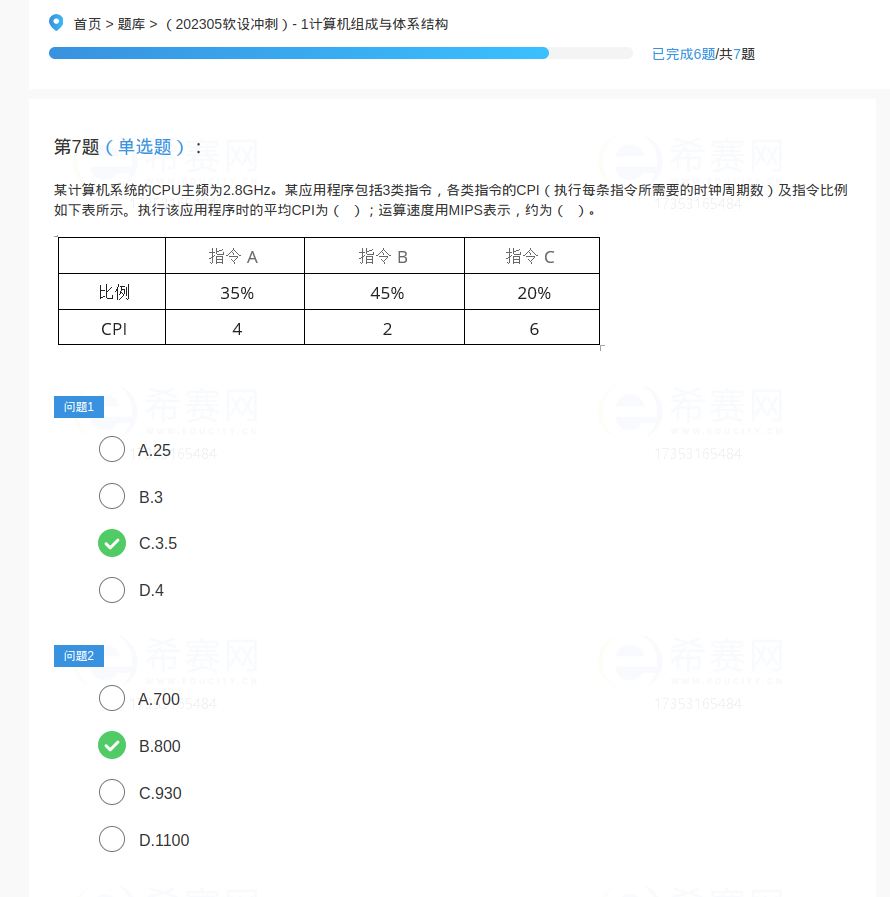 首页 > 题库 > （202305软设冲刺）- 1计算机组成与体系结构
已完成6题/共7题
第7题（单选题）：
某计算机系统的CPU主频为2.8GHz。某应用程序包括3类指令，各类指令的CPI（执行每条指令所需要的时钟周期数）及指令比例
如下表所示。执行该应用程序时的平均CPI为（　）；运算速度用MIPS表示，约为（　）。
指令 A 指令 B 指令 C
比例 35% 45% 20%
CPI 4 2 6
问题1
希赛网
希赛网
www.educity.cn
17353165484
A.25
B.3
C.3.5
D.4
问题2
希赛网
希赛网
www.educity.cn
17353165484
A.700
B.800
C.930
D.1100